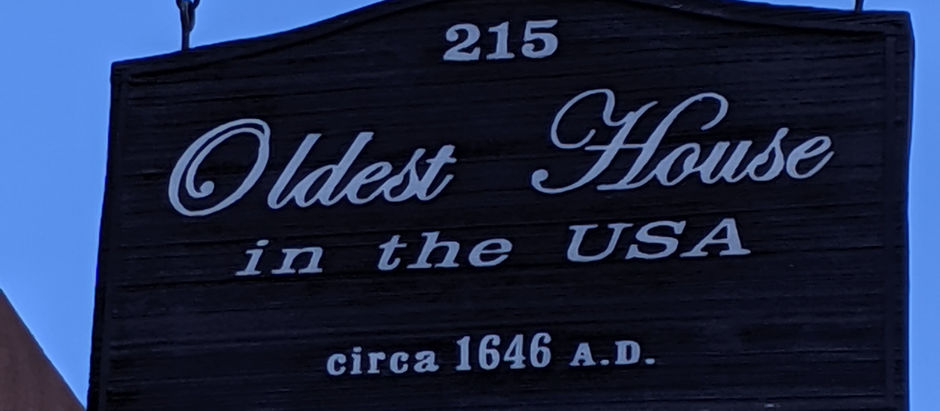 215
Oldest House
in the USA
circa 1646 A.D.